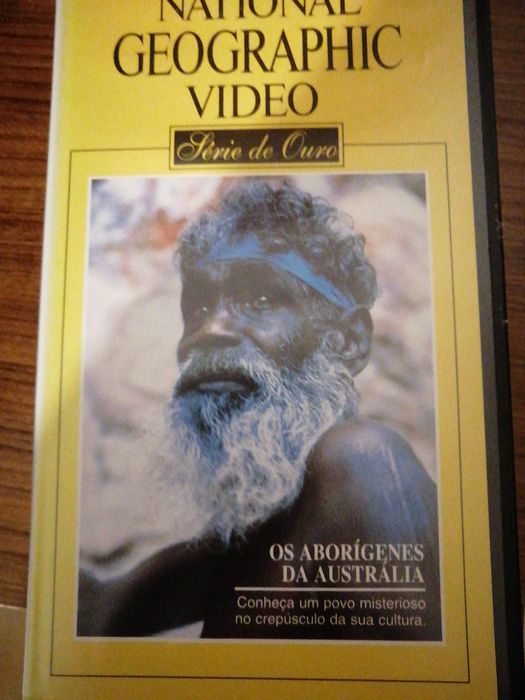 NATIONAL
GEOGRAPHIC
VIDEO
Série de Ouro
OS ABORÍGENES
DA AUSTRÁLIA
Conheça um povo misterioso
no crepúsculo da sua cultura.